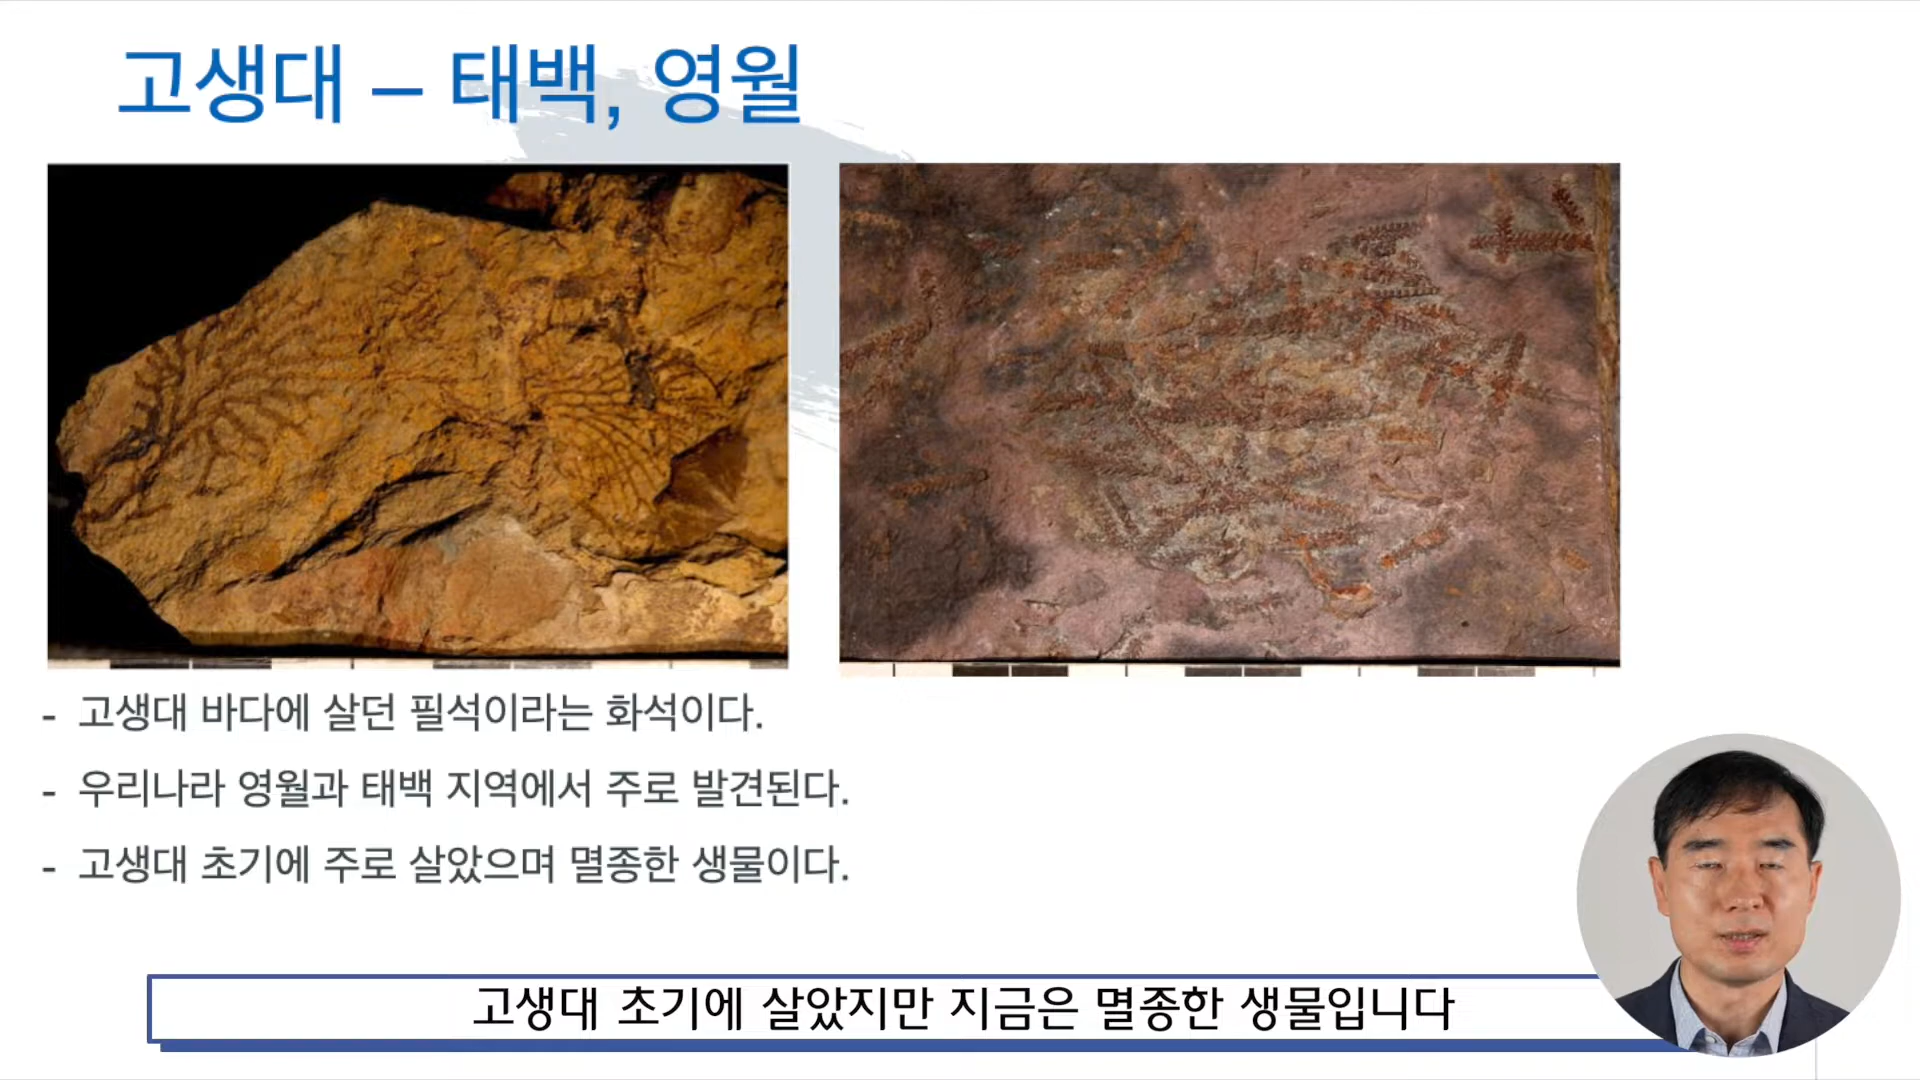 고생대 – 태백, 영월
- 고생대 바다에 살던 필석이라는 화석이다.
- 우리나라 영월과 태백 지역에서 주로 발견된다.
- 고생대 초기에 주로 살았으며 멸종한 생물이다.
고생대 초기에 살았지만 지금은 멸종한 생물입니다